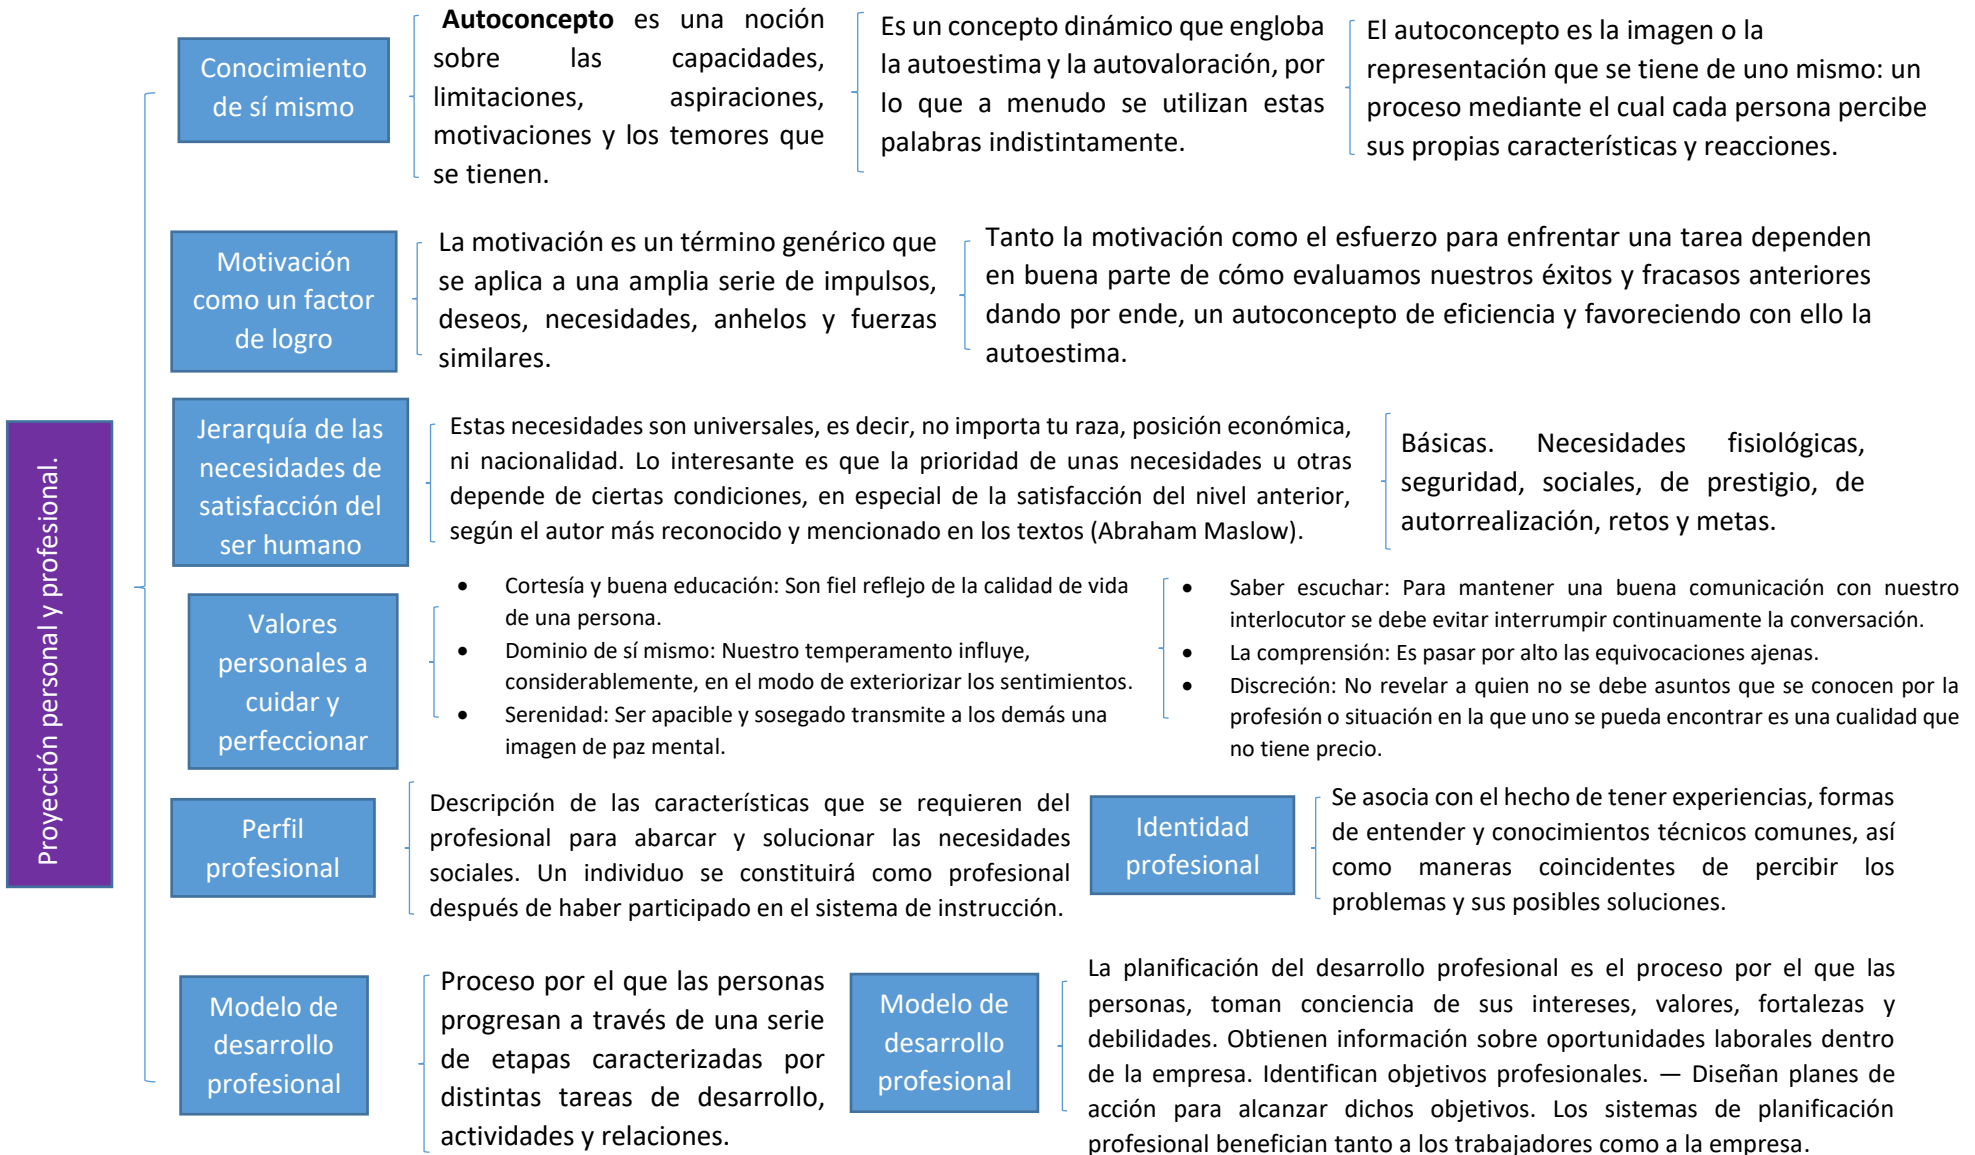 Proyección personal y profesional.
Conocimiento
de sí mismo
Autoconcepto es una noción
sobre las capacidades,
limitaciones, aspiraciones,
motivaciones y los temores que
se tienen.
Es un concepto dinámico que engloba
la autoestima y la autovaloración, por
lo que a menudo se utilizan estas
palabras indistintamente.
El autoconcepto es la imagen o la
representación que se tiene de uno mismo: un
proceso mediante el cual cada persona percibe
sus propias características y reacciones.
Motivación
como un factor
de logro
La motivación es un término genérico que
se aplica a una amplia serie de impulsos,
deseos, necesidades, anhelos y fuerzas
similares.
Tanto la motivación como el esfuerzo para enfrentar una tarea dependen
en buena parte de cómo evaluamos nuestros éxitos y fracasos anteriores
dando por ende, un autoconcepto de eficiencia y favoreciendo con ello la
autoestima.
Jerarquía de las
necesidades de
satisfacción del
ser humano
Estas necesidades son universales, es decir, no importa tu raza, posición económica,
ni nacionalidad. Lo interesante es que la prioridad de unas necesidades u otras
depende de ciertas condiciones, en especial de la satisfacción del nivel anterior,
según el autor más reconocido y mencionado en los textos (Abraham Maslow).
Básicas. Necesidades fisiológicas,
seguridad, sociales, de prestigio, de
autorrealización, retos y metas.
Valores
personales a
cuidar y
perfeccionar
• Cortesía y buena educación: Son fiel reflejo de la calidad de vida
de una persona.
• Dominio de sí mismo: Nuestro temperamento influye,
considerablemente, en el modo de exteriorizar los sentimientos.
• Serenidad: Ser apacible y sosegado transmite a los demás una
imagen de paz mental.
• Saber escuchar: Para mantener una buena comunicación con nuestro
interlocutor se debe evitar interrumpir continuamente la conversación.
• La comprensión: Es pasar por alto las equivocaciones ajenas.
• Discreción: No revelar a quien no se debe asuntos que se conocen por la
profesión o situación en la que uno se pueda encontrar es una cualidad que
no tiene precio.
Perfil
profesional
Descripción de las características que se requieren del
profesional para abarcar y solucionar las necesidades
sociales. Un individuo se constituirá como profesional
después de haber participado en el sistema de instrucción.
Identidad
profesional
Se asocia con el hecho de tener experiencias, formas
de entender y conocimientos técnicos comunes, así
como maneras coincidentes de percibir los
problemas y sus posibles soluciones.
Modelo de
desarrollo
profesional
Proceso por el que las personas
progresan a través de una serie
de etapas caracterizadas por
distintas tareas de desarrollo,
actividades y relaciones.
Modelo de
desarrollo
profesional
La planificación del desarrollo profesional es el proceso por el que las
personas, toman conciencia de sus intereses, valores, fortalezas y
debilidades. Obtienen información sobre oportunidades laborales dentro
de la empresa. Identifican objetivos profesionales. — Diseñan planes de
acción para alcanzar dichos objetivos. Los sistemas de planificación
profesional benefician tanto a los trabajadores como a la empresa.